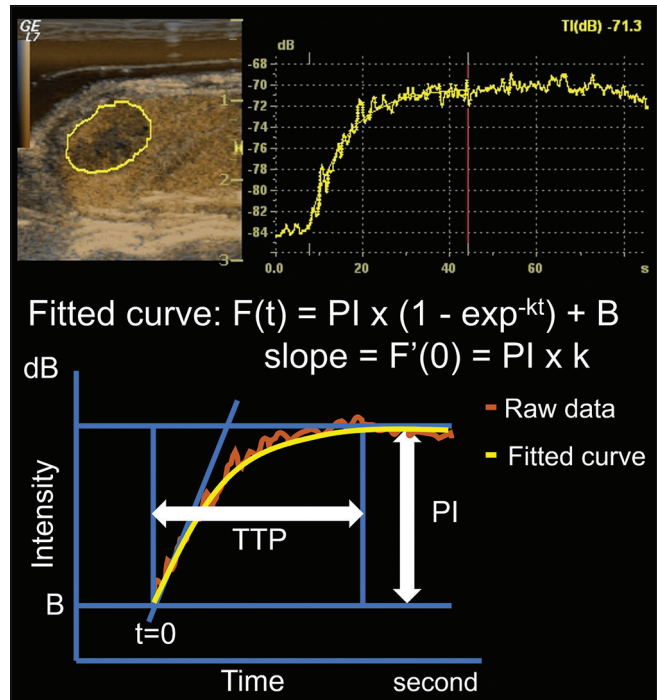 GE
L7
1
2
3
TI(dB) -71.3
dB
-68
-70
-72
-74
-76
-78
-80
-82
-84
0.0 20 40 60 s
Fitted curve: F(t) = PI x (1 - exp-kt) + B
slope = F'(0) = PI x k
dB
Raw data
Fitted curve
Intensity
PI
TTP
B
t=0
Time
second